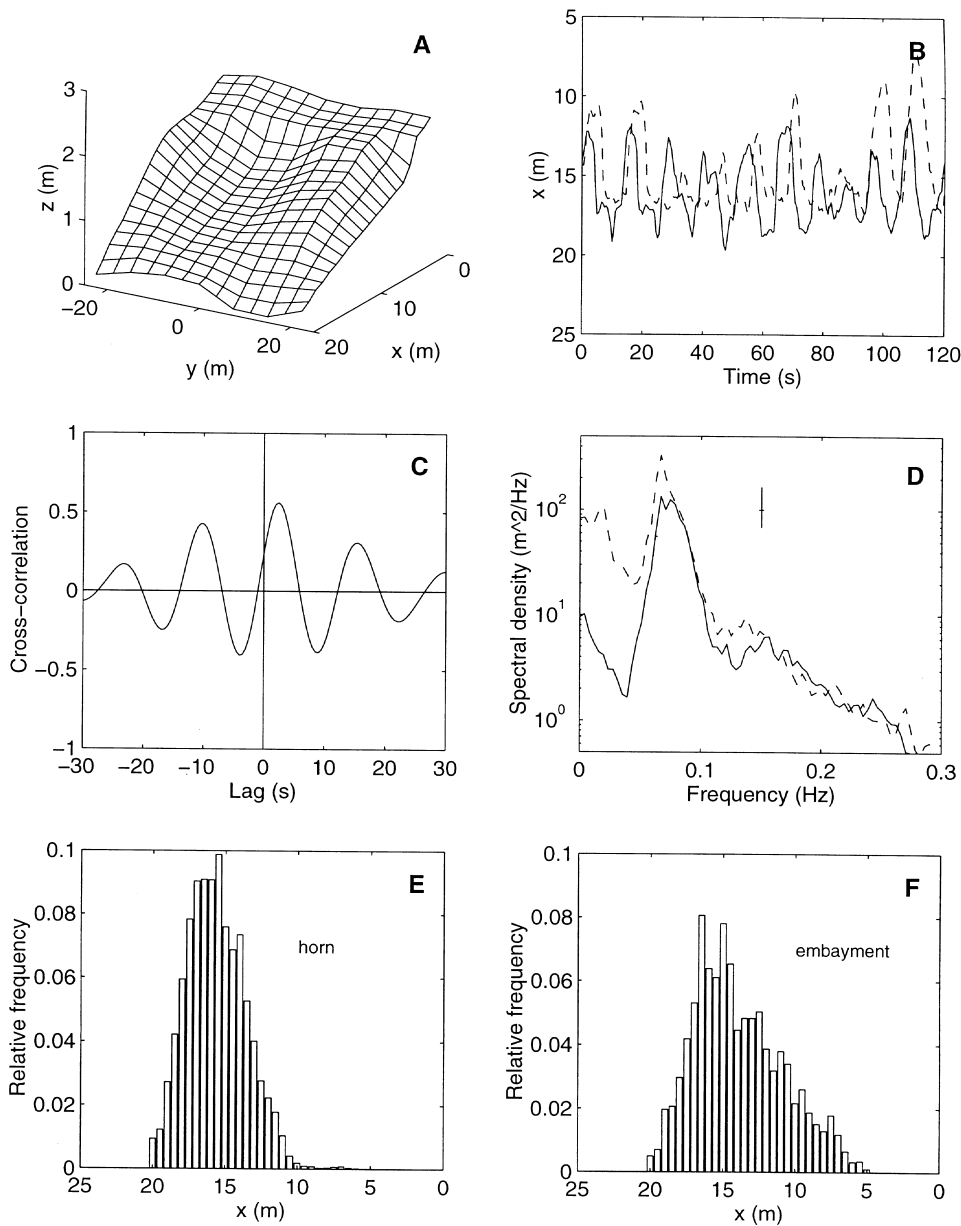 A
3
2
1
0
z (m)
−20
0
20
y (m)
20
10
0
x (m)
B
5
10
15
20
25
x (m)
0 20 40 60 80 100 120
Time (s)
C
1
0.5
0
−0.5
−1
Cross−correlation
−30 −20 −10 0 10 20 30
Lag (s)
D
10^2
10^1
10^0
Spectral density (m^2/Hz)
0 0.1 0.2 0.3
Frequency (Hz)
E
horn
0.1
0.08
0.06
0.04
0.02
0
Relative frequency
25 20 15 10 5 0
x (m)
F
embayment
0.1
0.08
0.06
0.04
0.02
0
Relative frequency
25 20 15 10 5 0
x (m)